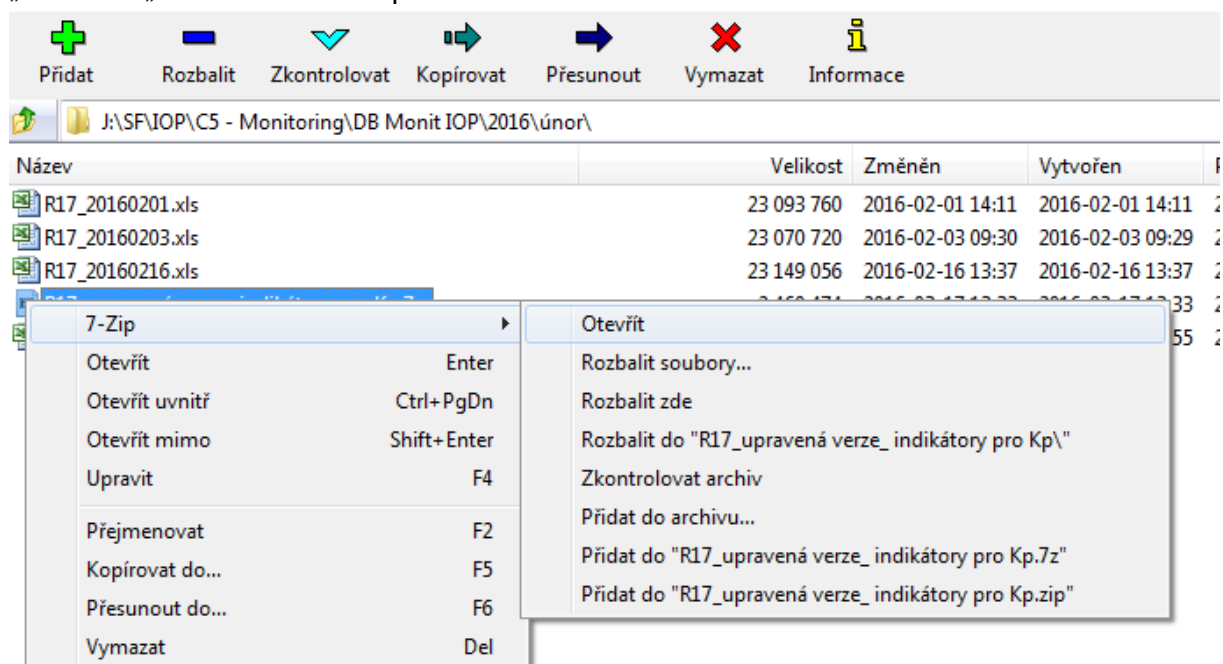 Přidat Rozbalit Zkontrolovat Kopírovat Přesunout Vymazat Informace
J:\SF\IOP\C5 - Monitoring\DB Monit IOP\2016\únor\
Název Velikost Změněn Vytvořen
R17_20160201.xls 23 093 760 2016-02-01 14:11 2016-02-01 14:11
R17_20160203.xls 23 070 720 2016-02-03 09:30 2016-02-03 09:29
R17_20160216.xls 23 149 056 2016-02-16 13:37 2016-02-16 13:37
7-Zip
Otevřít Enter
Otevřít uvnitř Ctrl+PgDn
Otevřít mimo Shift+Enter
Upravit F4
Přejmenovat F2
Kopírovat do... F5
Přesunout do... F6
Vymazat Del
Otevřít
Rozbalit soubory...
Rozbalit zde
Rozbalit do "R17_upravená verze_ indikátory pro Kp\"
Zkontrolovat archiv
Přidat do archivu...
Přidat do "R17_upravená verze_ indikátory pro Kp.7z"
Přidat do "R17_upravená verze_ indikátory pro Kp.zip"
33
55